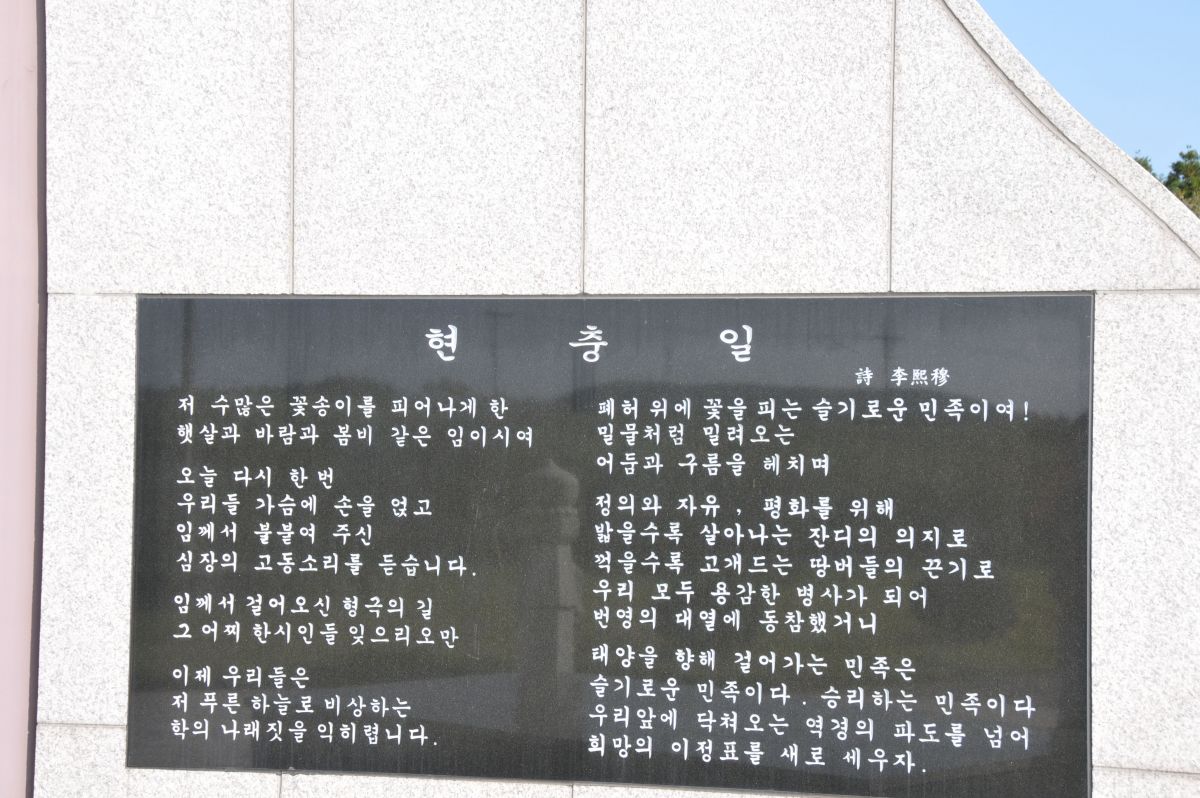 현 충 일
詩 李熙穆
저 수많은 꽃송이를 피어나게 한
햇살과 바람과 봄비 같은 임이시여
오늘 다시 한 번
우리들 가슴에 손을 얹고
임께서 불붙여 주신
심장의 고동소리를 듣습니다.
임께서 걸어오신 형극의 길
그 어찌 한시인들 잊으리오만
이제 우리들은
저 푸른 하늘로 비상하는
학의 나래짓을 익히렵니다.
폐허 위에 꽃을 피는 슬기로운 민족이여!
밀물처럼 밀려오는
어둠과 구름을 헤치며
정의와 자유, 평화를 위해
밟을수록 살아나는 잔디의 의지로
꺽을수록 고개드는 땅버들의 끈기로
우리 모두 용감한 병사가 되어
번영의 대열에 동참했거니
태양을 향해 걸어가는 민족은
슬기로운 민족이다. 승리하는 민족이다
우리앞에 닥쳐오는 역경의 파도를 넘어
희망의 이정표를 새로 세우자.